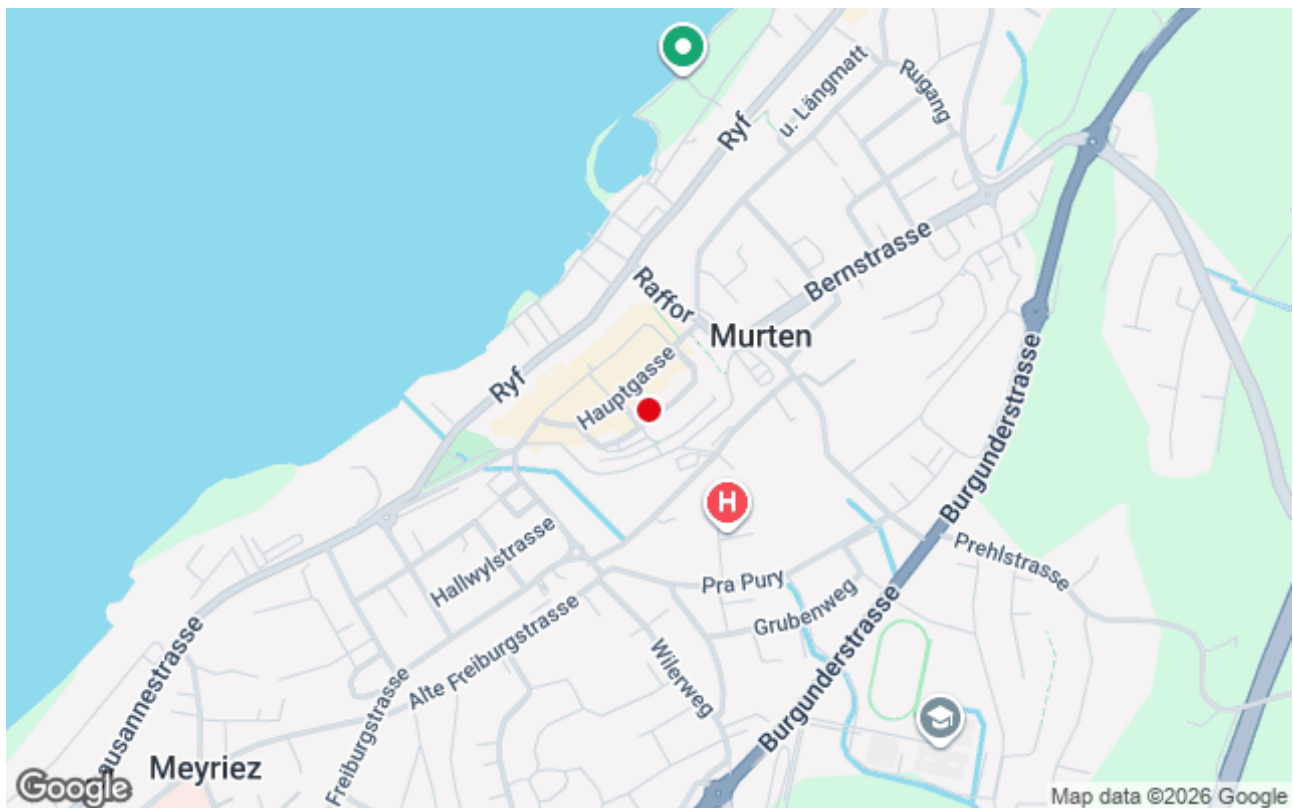 Rugang
u. Längmatt
Ryf
Bernstrasse
Raffor
Murten
Hauptgasse
Ryf
Burgunderstrasse
H
Prehlstrasse
Hallwylstrasse
Pra Pury
Grubenweg
Alte Freiburgstrasse
Wilerweg
Burgunderstrasse
ausannestrasse
Freiburgstrasse
Meyriez
Google
Map data ©2026 Google